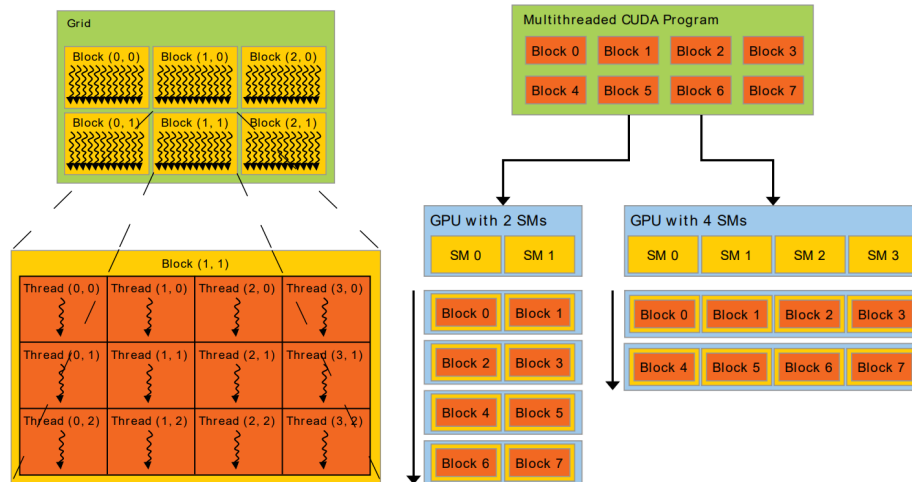 Grid
Block (0, 0) Block (1, 0) Block (2, 0)
Block (0, 1) Block (1, 1) Block (2, 1)
Block (1, 1)
Thread (0, 0) Thread (1, 0) Thread (2, 0) Thread (3, 0)
Thread (0, 1) Thread (1, 1) Thread (2, 1) Thread (3, 1)
Thread (0, 2) Thread (1, 2) Thread (2, 2) Thread (3, 2)
Multithreaded CUDA Program
Block 0 Block 1 Block 2 Block 3
Block 4 Block 5 Block 6 Block 7
GPU with 2 SMs
SM 0 SM 1
Block 0 Block 1
Block 2 Block 3
Block 4 Block 5
Block 6 Block 7
GPU with 4 SMs
SM 0 SM 1 SM 2 SM 3
Block 0 Block 1 Block 2 Block 3
Block 4 Block 5 Block 6 Block 7